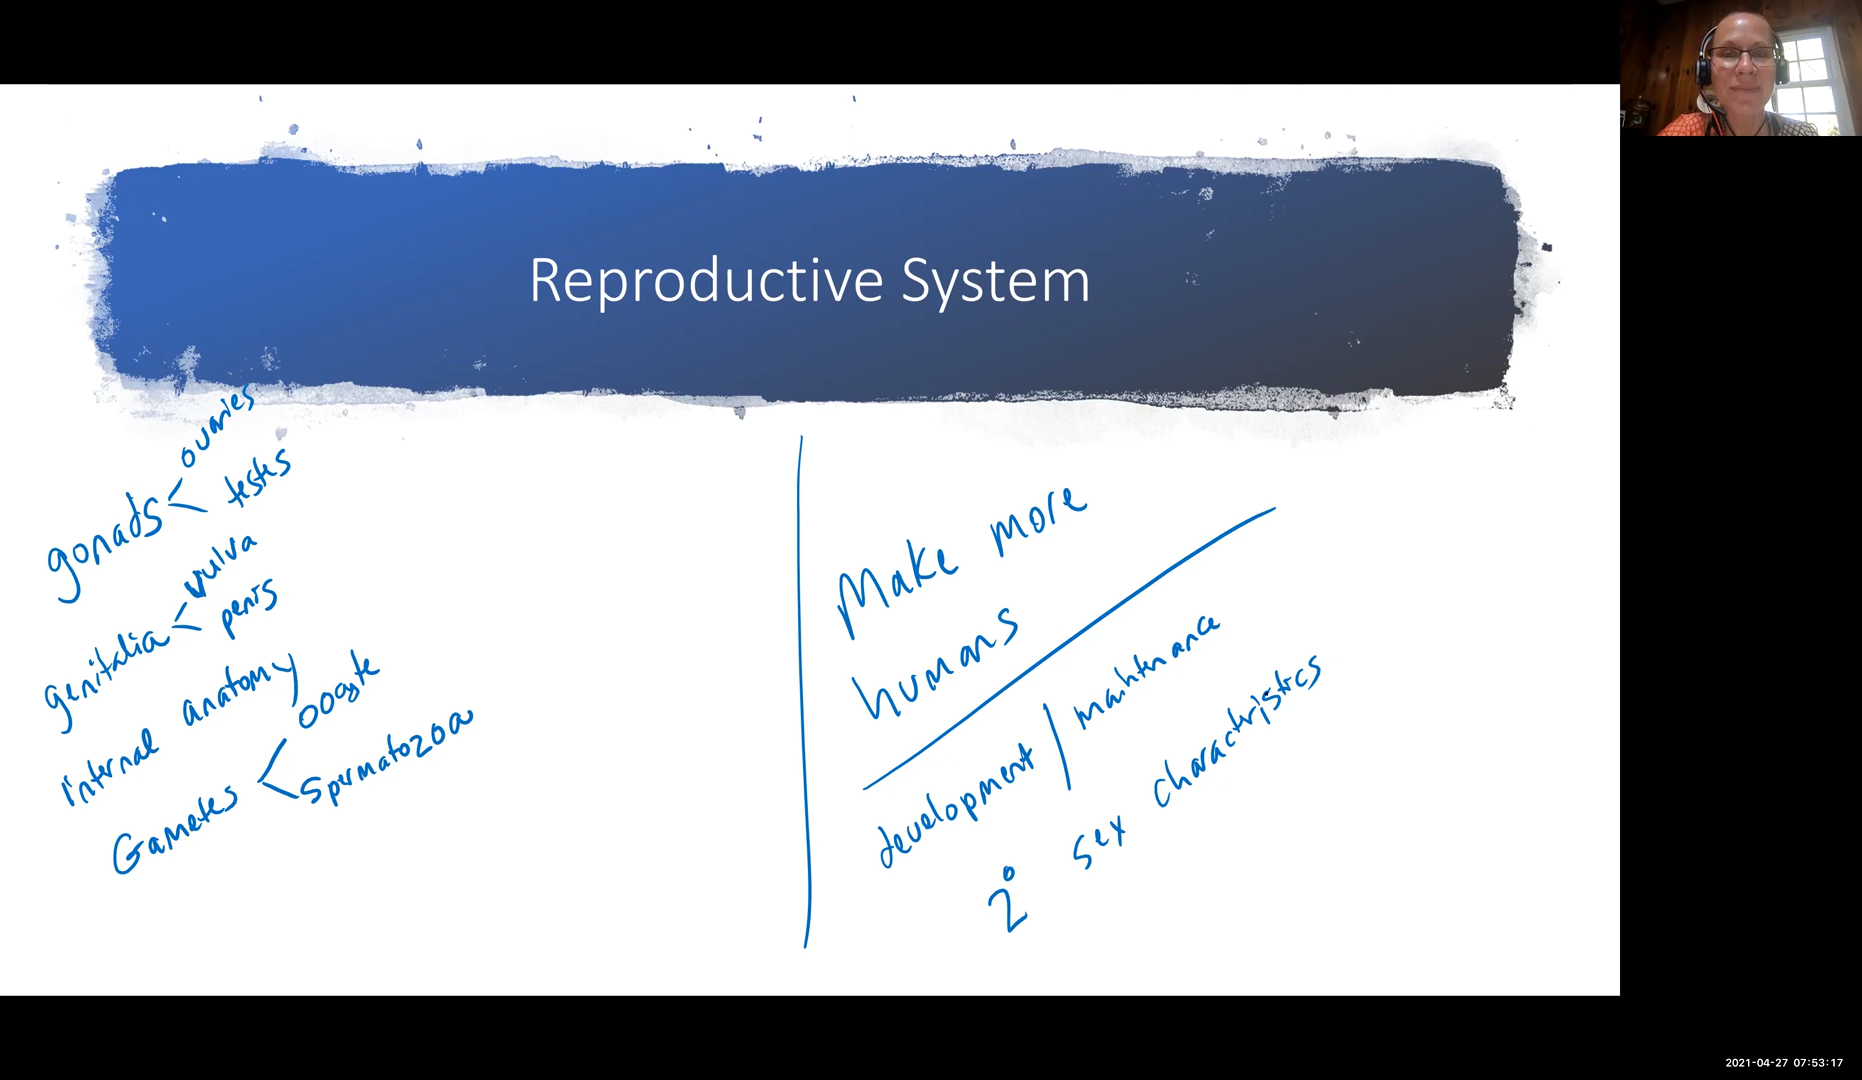 Reproductive System
ovaries
gonads < testes
vulva
genitalia < penis
internal anatomy
oocyte
Gametes < Spermatozoa
Make more
humans
development / maintenance
2° sex characteristics
2021-04-27 07:53:17